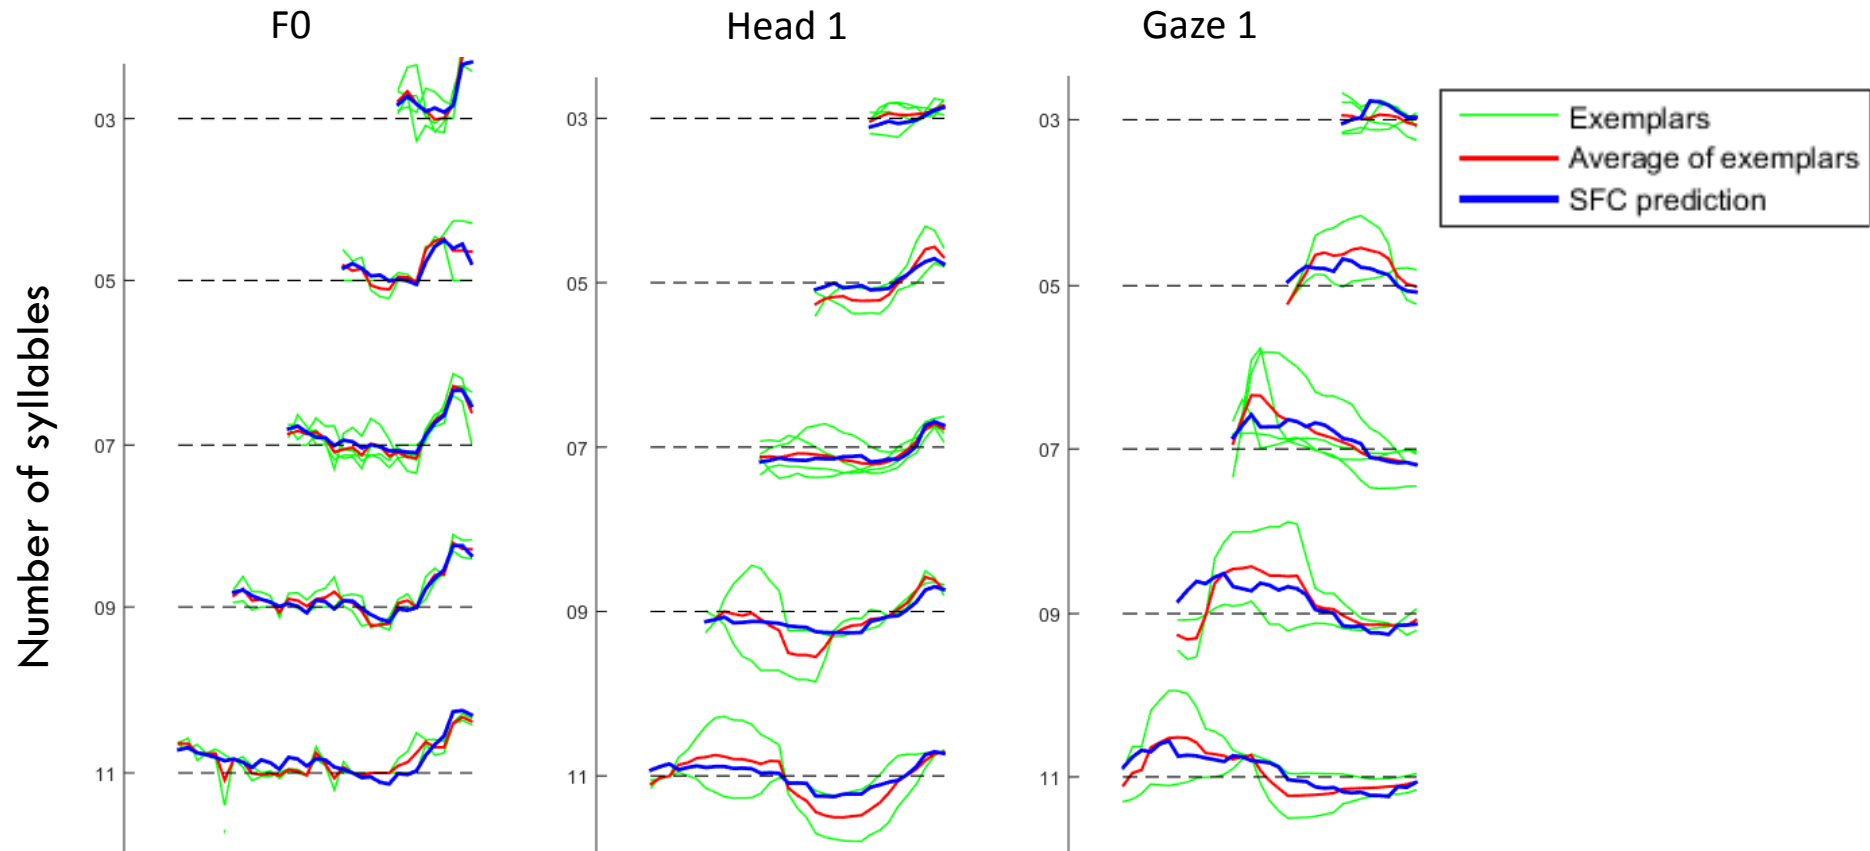 F0
Head 1
Gaze 1
Number of syllables
03
05
07
09
11
03
05
07
09
11
03
05
07
09
11
Exemplars
Average of exemplars
SFC prediction